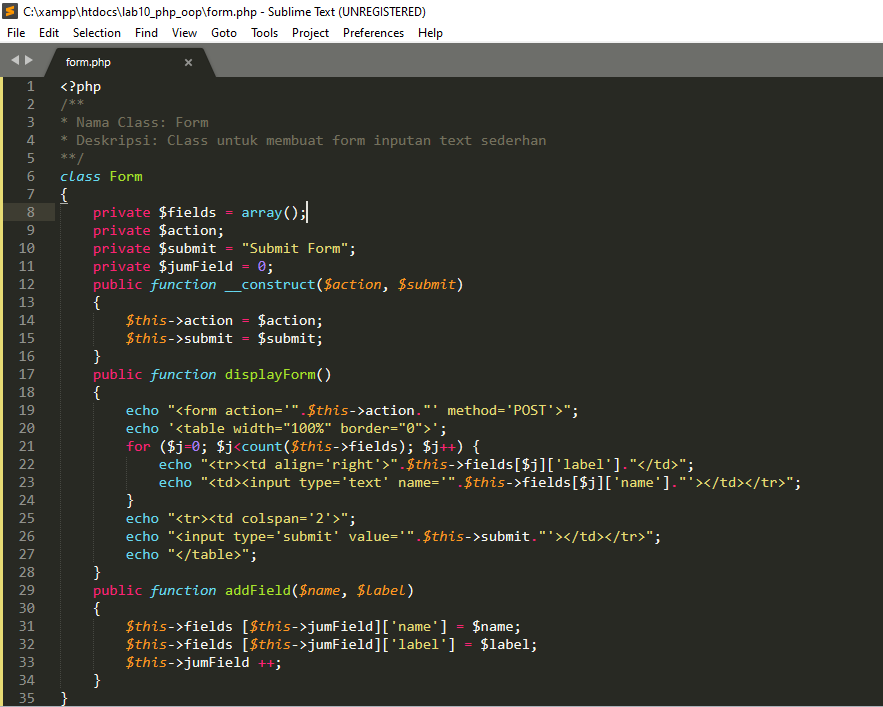 C:\xampp\htdocs\lab10_php_oop\form.php - Sublime Text (UNREGISTERED)
File Edit Selection Find View Goto Tools Project Preferences Help
form.php
1 <?php
2 /**
3 * Nama Class: Form
4 * Deskripsi: CLass untuk membuat form inputan text sederhan
5 **/
6 class Form
7 {
8     private $fields = array();
9     private $action;
10     private $submit = "Submit Form";
11     private $jumField = 0;
12     public function __construct($action, $submit)
13     {
14         $this->action = $action;
15         $this->submit = $submit;
16     }
17     public function displayForm()
18     {
19         echo "<form action='".$this->action."' method='POST'>";
20         echo '<table width="100%" border="0">';
21         for ($j=0; $j<count($this->fields); $j++) {
22             echo "<tr><td align='right'>".$this->fields[$j]['label']."</td>";
23             echo "<td><input type='text' name='".$this->fields[$j]['name']."'></td></tr>";
24         }
25         echo "<tr><td colspan='2'>";
26         echo "<input type='submit' value='".$this->submit."'></td></tr>";
27         echo "</table>";
28     }
29     public function addField($name, $label)
30     {
31         $this->fields [$this->jumField]['name'] = $name;
32         $this->fields [$this->jumField]['label'] = $label;
33         $this->jumField ++;
34     }
35 }